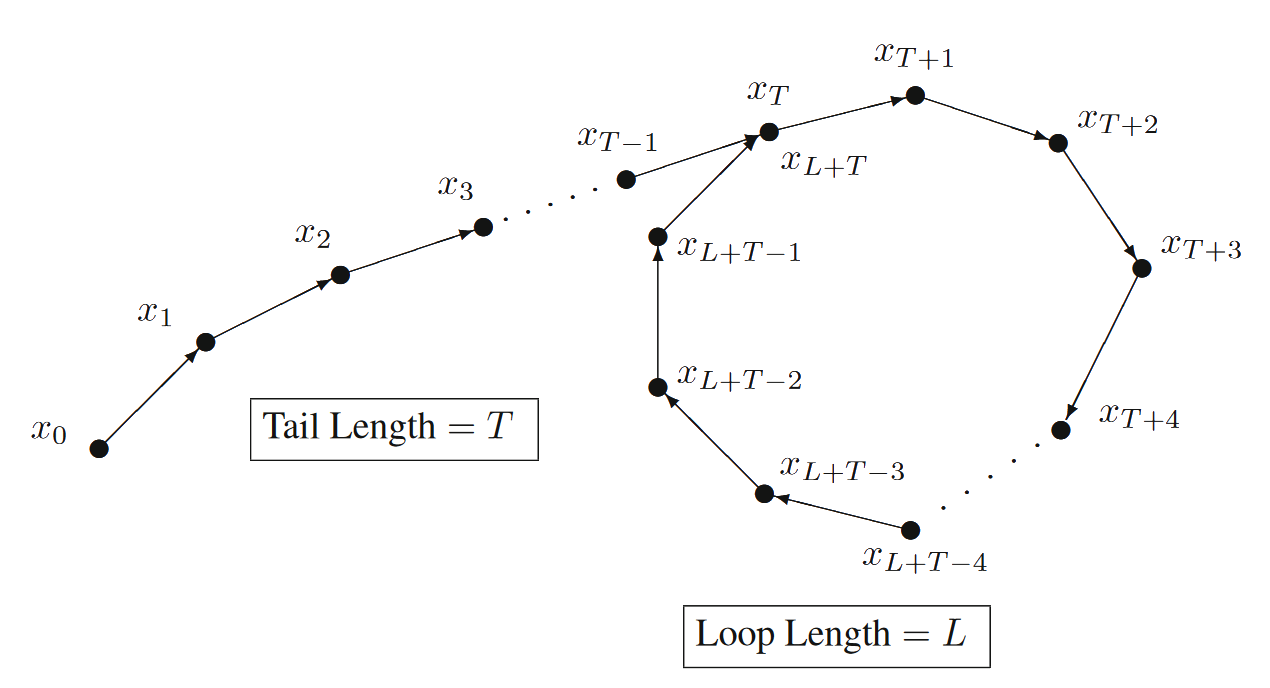 x_{T+1}
x_T
x_{T+2}
x_{T-1}
x_{L+T}
x_3
x_2
x_{L+T-1}
x_{T+3}
x_1
x_{L+T-2}
x_{T+4}
x_0
Tail Length = T
x_{L+T-3}
x_{L+T-4}
Loop Length = L